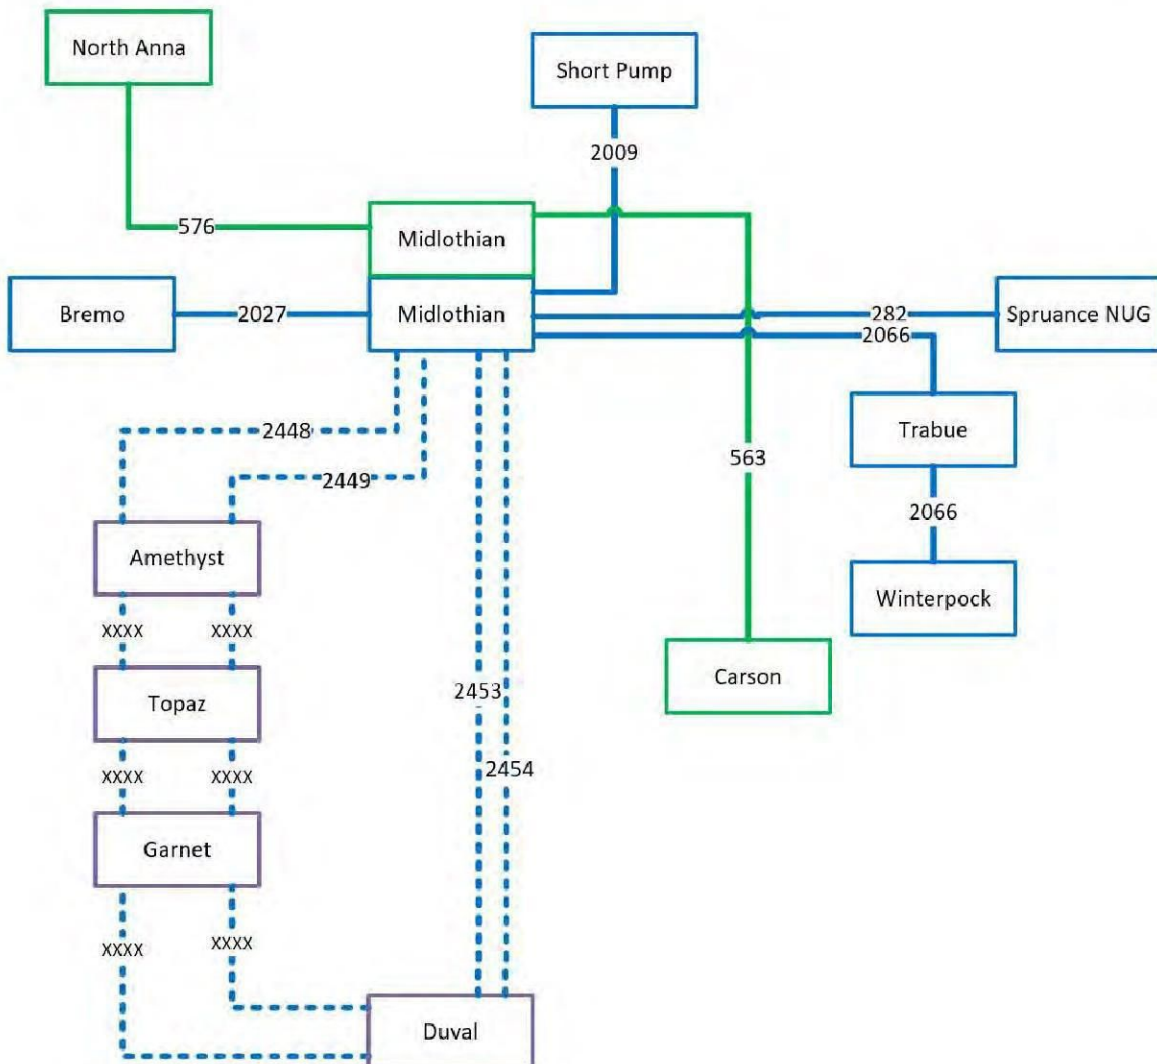 North Anna
Short Pump
2009
576
Midlothian
Bremo
2027
Midlothian
282
Spruance NUG
2066
Trabue
2448
563
2449
2066
Amethyst
Winterpock
xxxx
xxxx
Topaz
Carson
2453
xxxx
xxxx
2454
Garnet
xxxx
xxxx
Duval